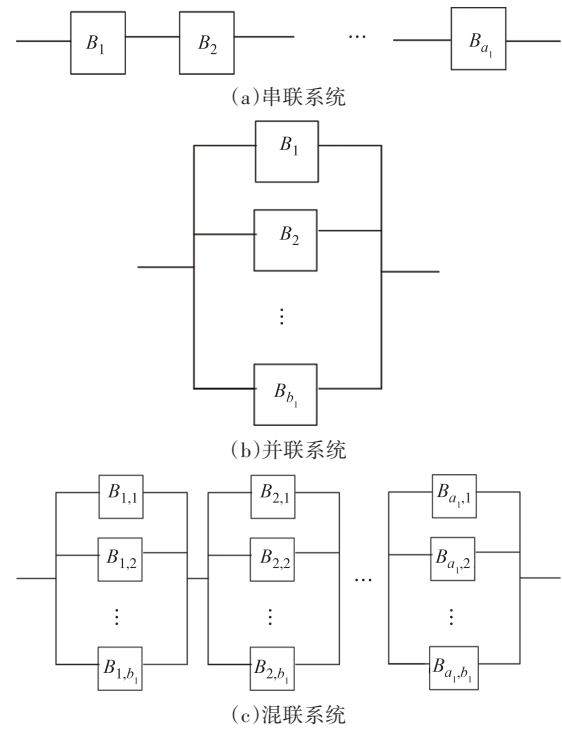 B₁ B₂ ··· Bₐ₁
(a)串联系统
B₁
B₂
⋮
B_b₁
(b)并联系统
B₁,₁ B₂,₁ Bₐ₁,₁
B₁,₂ B₂,₂ ··· Bₐ₁,₂
⋮ ⋮ ⋮
B₁,b₁ B₂,b₁ Bₐ₁,b₁
(c)混联系统